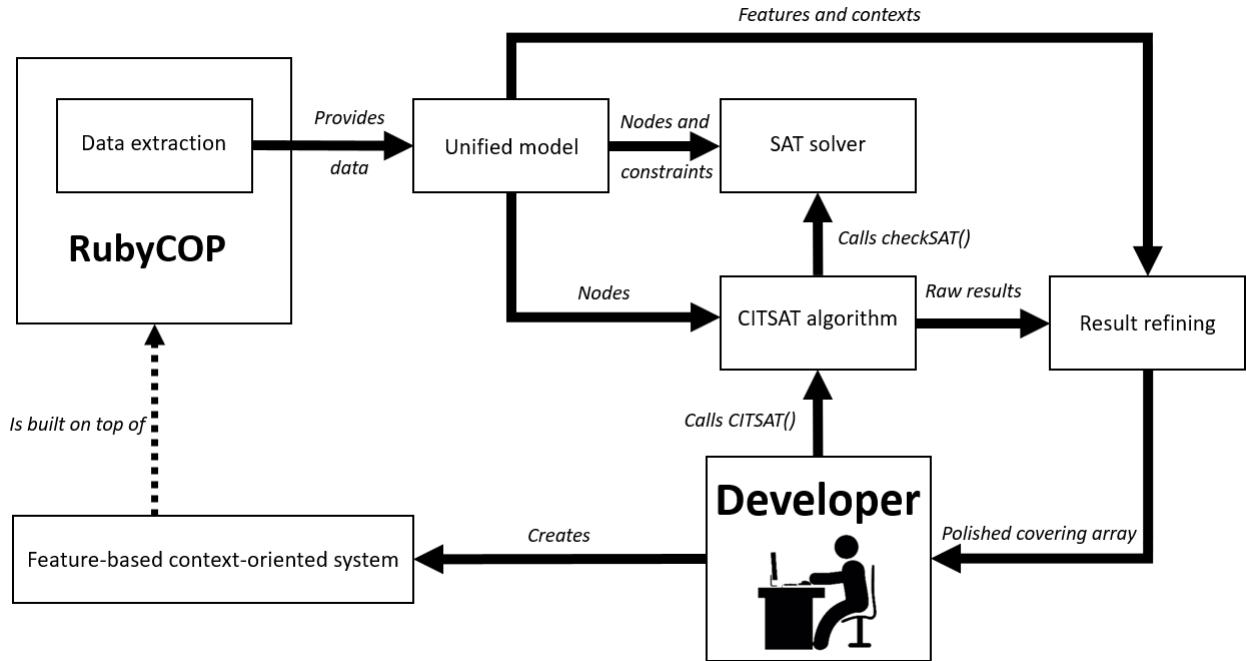 Features and contexts
Data extraction
RubyCOP
Provides
data
Unified model
Nodes and
constraints
SAT solver
Calls checkSAT()
Nodes
CITSAT algorithm
Raw results
Result refining
Is built on top of
Calls CITSAT()
Developer
Polished covering array
Creates
Feature-based context-oriented system